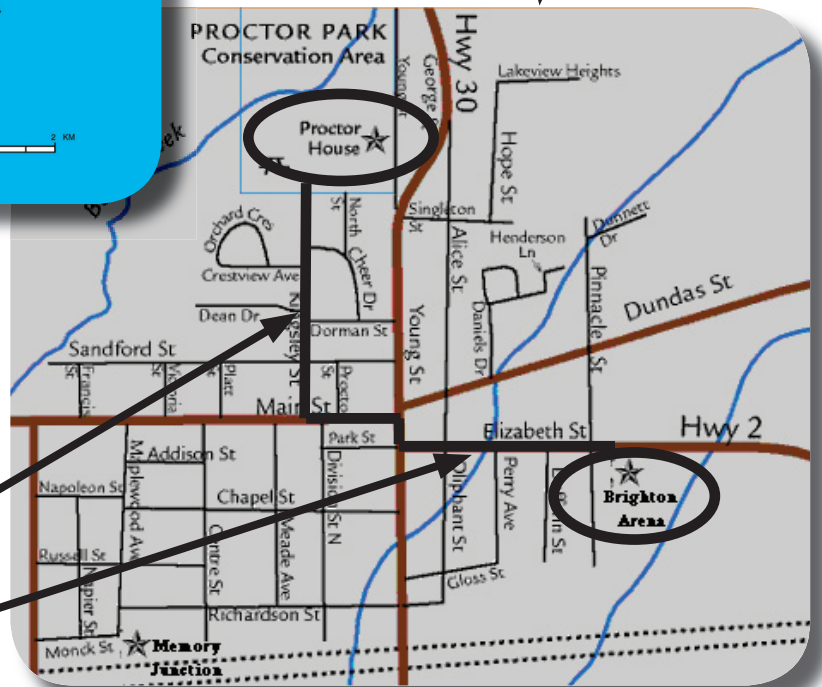 PROCTOR PARK
Conservation Area
Hwy 30
2 KM
Young St
George St
Lakeview Heights
Proctor
House
Hope St
Singleton
St
North
St
Orchard Cres
Henderson
Ln
Dunnett
Dr
Alice St
Cheer Dr
Crestview Ave
Pinnacle St
Dundas St
Dean Dr
Kingsley St
Dorman St
Young St
Daniels Dr
Sandford St
Francis
St
Victoria
St
Platt
St
Proctor
Main St
Park St
Elizabeth St
Hwy 2
Addison St
Maplewood Ave
Division St N
Oliphant St
Perry Ave
Brighton
Arena
Napoleon St
Chapel St
Centre St
Meade Ave
Russell St
Napier St
Gloss St
Richardson St
Monck St
Memory
Junction